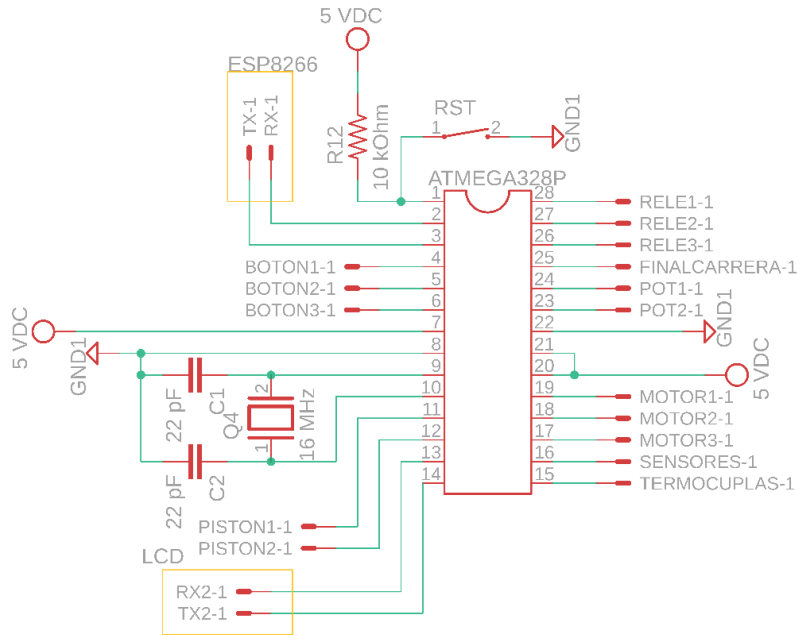 5 VDC
ESP8266
TX-1
RX-1
R12
10 kOhm
RST
1
2
GND1
ATMEGA328P
1
28
RELE1-1
2
27
RELE2-1
3
26
RELE3-1
BOTON1-1
4
25
FINALCARRERA-1
BOTON2-1
5
24
POT1-1
BOTON3-1
6
23
POT2-1
5 VDC
7
22
GND1
GND1
8
21
9
20
5 VDC
22 pF
C1
Q4
2
1
16 MHz
10
19
MOTOR1-1
11
18
MOTOR2-1
12
17
MOTOR3-1
13
16
SENSORES-1
14
15
TERMOCUPLAS-1
22 pF
C2
PISTON1-1
PISTON2-1
LCD
RX2-1
TX2-1